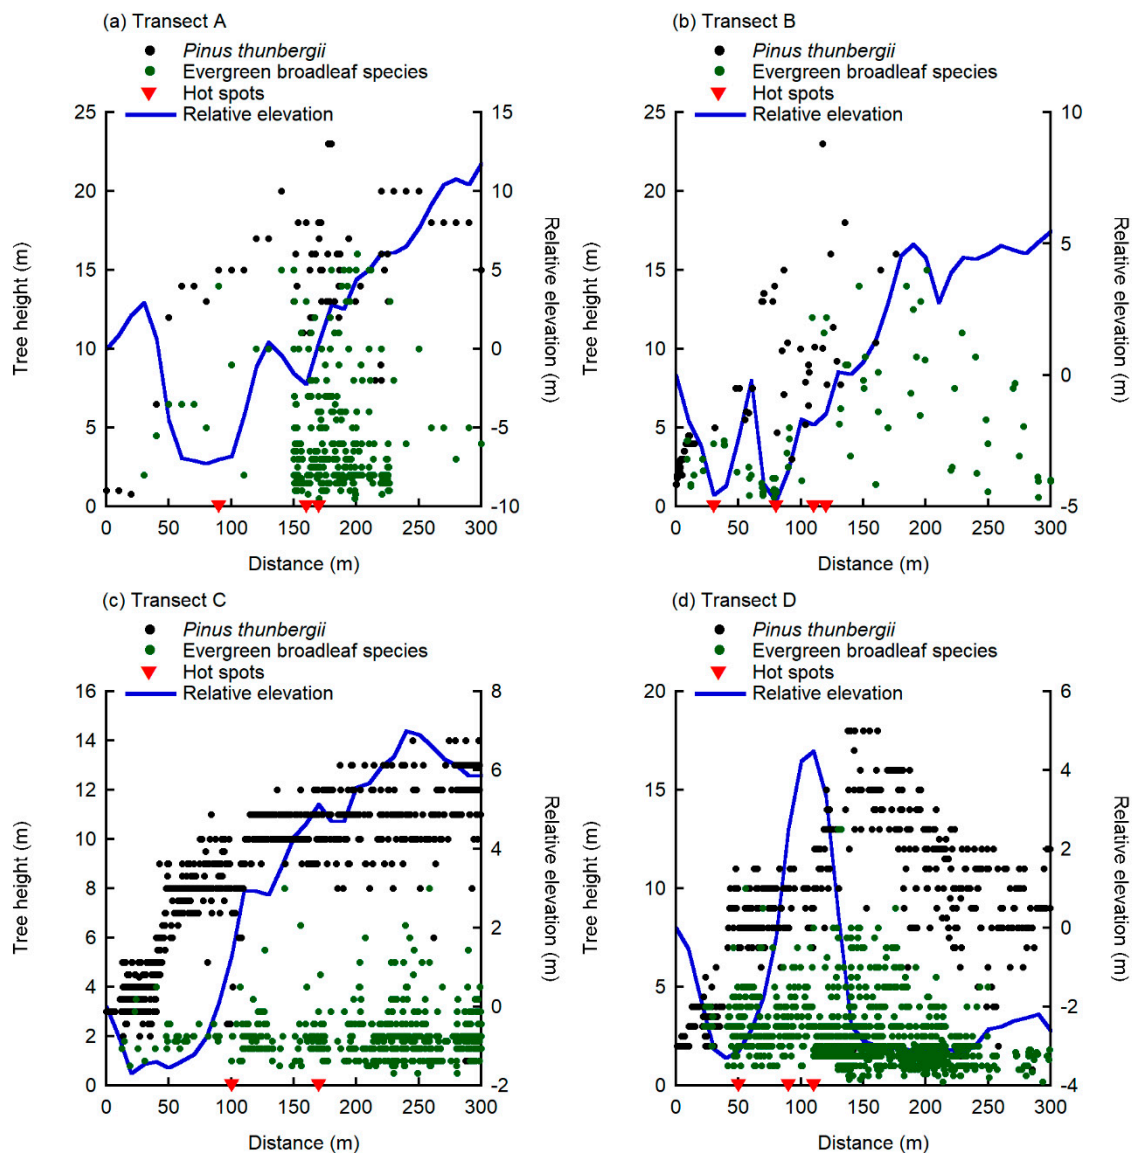 (a) Transect A
Pinus thunbergii
Evergreen broadleaf species
Hot spots
Relative elevation
25
20
15
10
5
0
15
10
5
0
-5
-10
Tree height (m)
Relative elevation (m)
0 50 100 150 200 250 300
Distance (m)
(b) Transect B
Pinus thunbergii
Evergreen broadleaf species
Hot spots
Relative elevation
25
20
15
10
5
0
10
5
0
-5
Tree height (m)
Relative elevation (m)
0 50 100 150 200 250 300
Distance (m)
(c) Transect C
Pinus thunbergii
Evergreen broadleaf species
Hot spots
Relative elevation
16
14
12
10
8
6
4
2
0
8
6
4
2
0
-2
Tree height (m)
Relative elevation (m)
0 50 100 150 200 250 300
Distance (m)
(d) Transect D
Pinus thunbergii
Evergreen broadleaf species
Hot spots
Relative elevation
20
15
10
5
0
6
4
2
0
-2
-4
Tree height (m)
Relative elevation (m)
0 50 100 150 200 250 300
Distance (m)